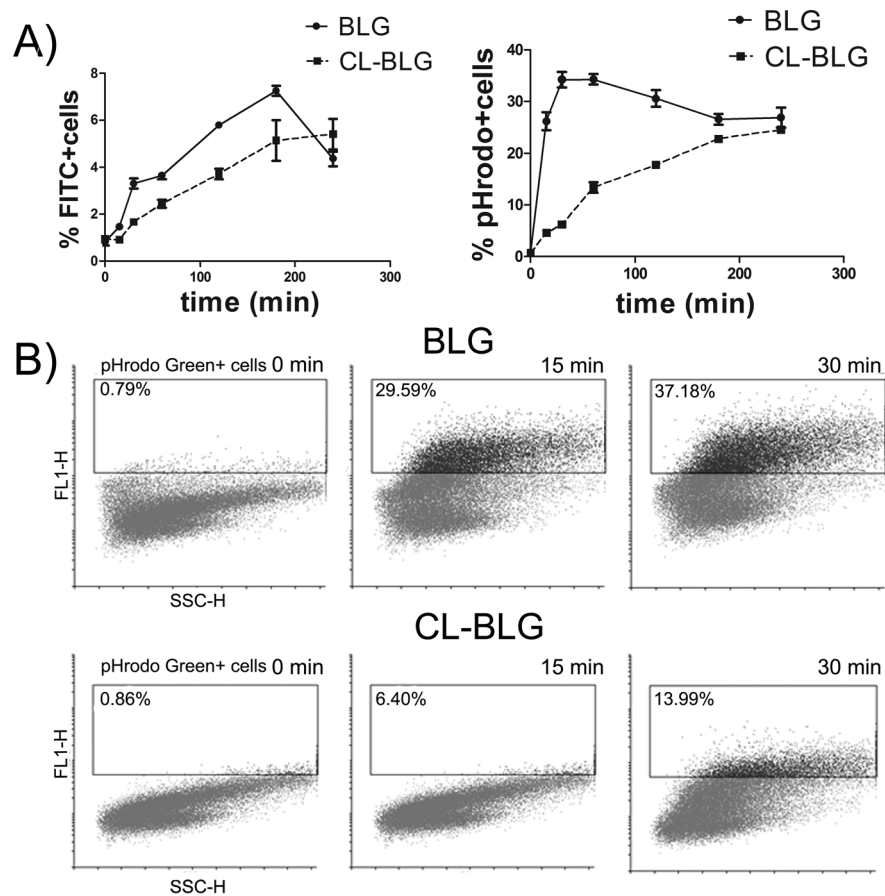 A)
BLG
CL-BLG
% FITC+cells
8
6
4
2
0
0
100
200
300
time (min)
BLG
CL-BLG
% pHrodo+cells
40
30
20
10
0
0
100
200
300
time (min)
B)
BLG
pHrodo Green+ cells 0 min
0.79%
15 min
29.59%
30 min
37.18%
FL1-H
SSC-H
CL-BLG
pHrodo Green+ cells 0 min
0.86%
15 min
6.40%
30 min
13.99%
FL1-H
SSC-H